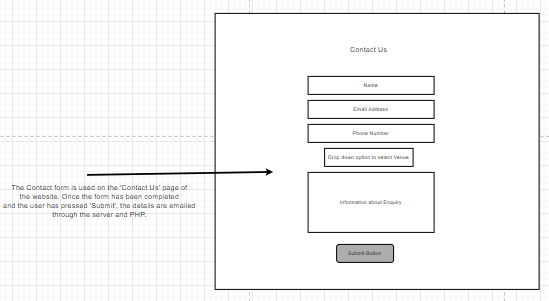 Contact Us
Name
Email Address
Phone Number
Drop down option to select Venue
Information about Enquiry
Submit Button
The Contact form is used on the 'Contact Us' page of
the website. Once the form has been completed
and the user has pressed 'Submit', the details are emailed
through the server and PHP.